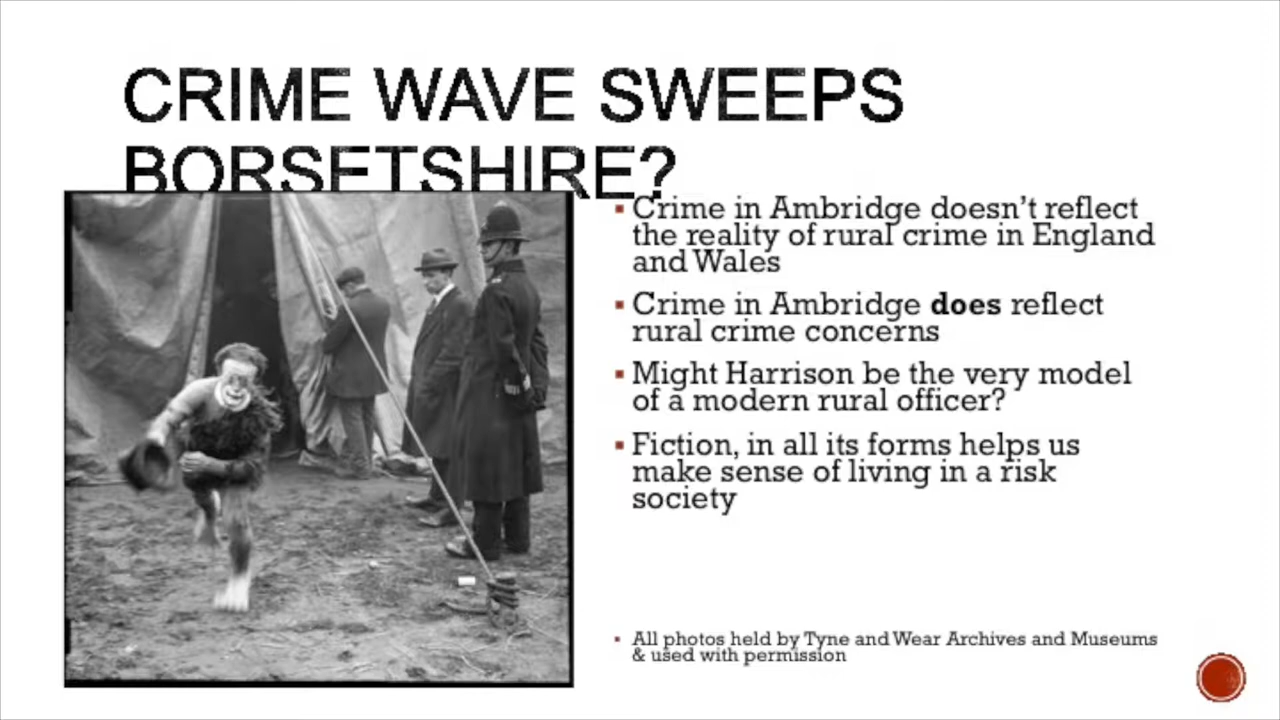 CRIME WAVE SWEEPS
BORSETSHIRE?
Crime in Ambridge doesn’t reflect
the reality of rural crime in England
and Wales
Crime in Ambridge does reflect
rural crime concerns
Might Harrison be the very model
of a modern rural officer?
Fiction, in all its forms helps us
make sense of living in a risk
society
All photos held by Tyne and Wear Archives and Museums
& used with permission